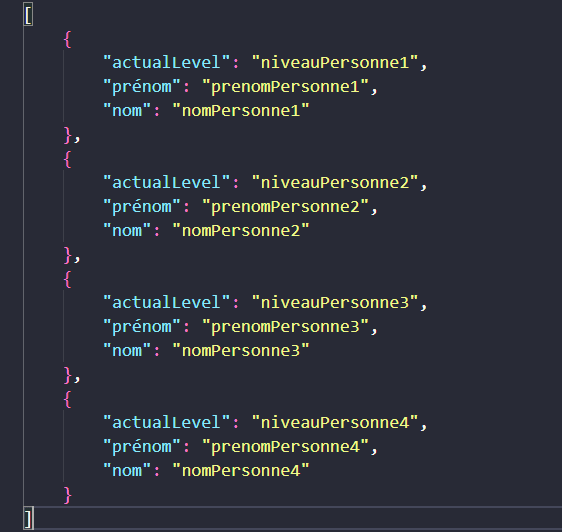 [
{
"actualLevel": "niveauPersonne1",
"prénom": "prenomPersonne1",
"nom": "nomPersonne1"
},
{
"actualLevel": "niveauPersonne2",
"prénom": "prenomPersonne2",
"nom": "nomPersonne2"
},
{
"actualLevel": "niveauPersonne3",
"prénom": "prenomPersonne3",
"nom": "nomPersonne3"
},
{
"actualLevel": "niveauPersonne4",
"prénom": "prenomPersonne4",
"nom": "nomPersonne4"
}
]